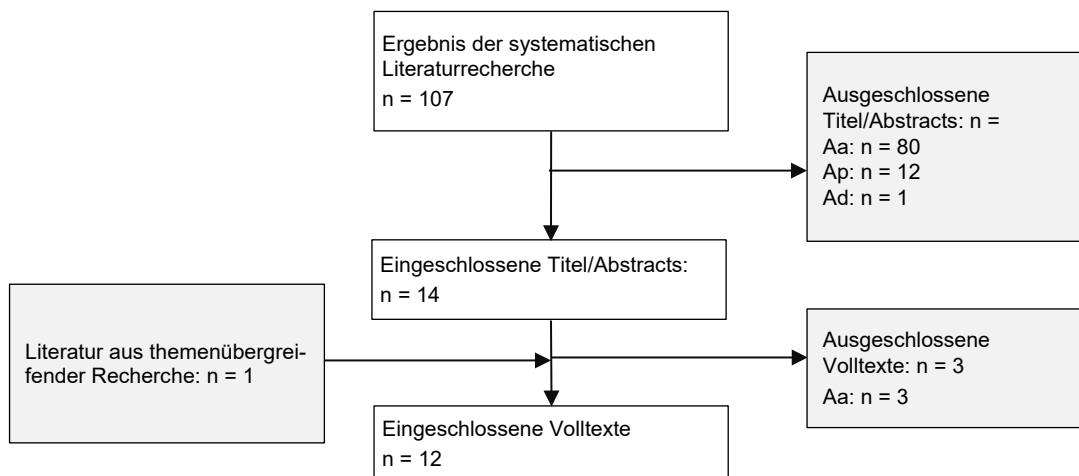 Ergebnis der systematischen
Literaturrecherche
n = 107
Ausgeschlossene
Titel/Abstracts: n =
Aa: n = 80
Ap: n = 12
Ad: n = 1
Eingeschlossene Titel/Abstracts:
n = 14
Literatur aus themenübergrei-
fender Recherche: n = 1
Ausgeschlossene
Volltexte: n = 3
Aa: n = 3
Eingeschlossene Volltexte
n = 12